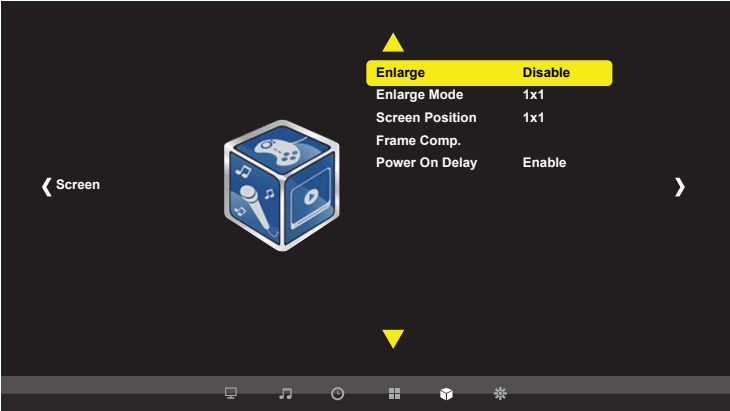 Enlarge Disable
Enlarge Mode 1x1
Screen Position 1x1
Frame Comp.
Power On Delay Enable
Screen